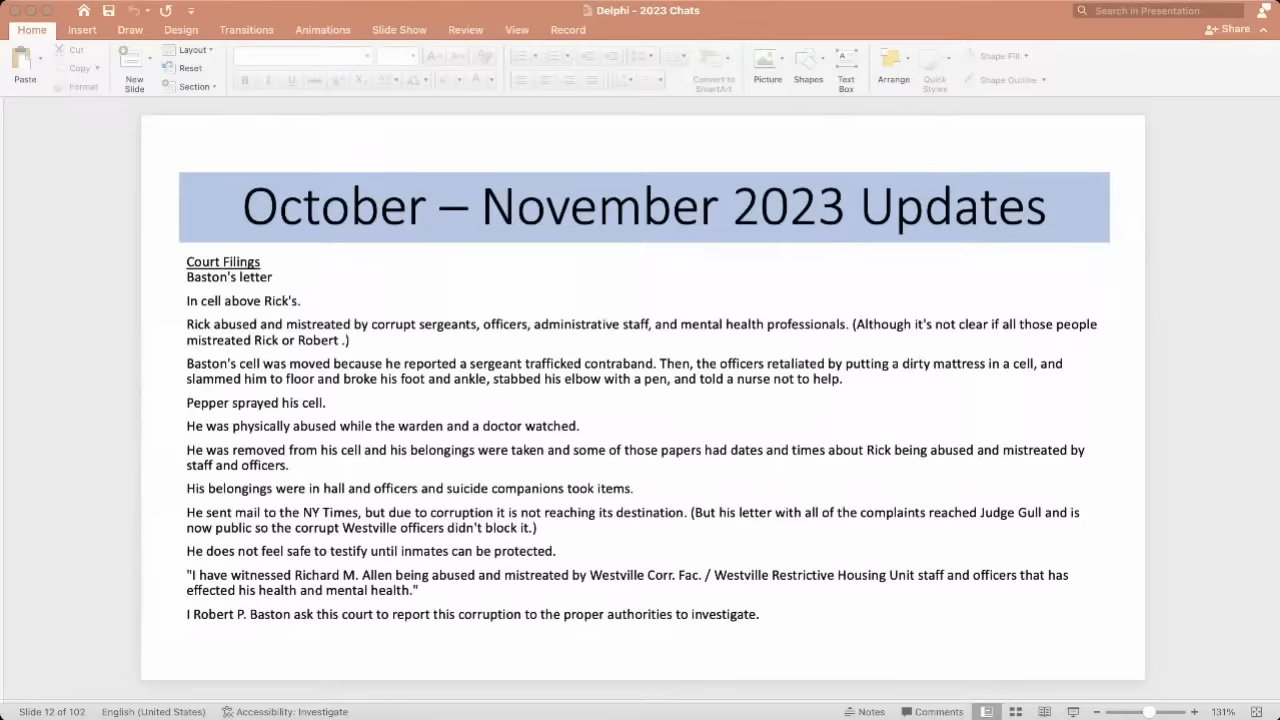 Delphi - 2023 Chats
Search in Presentation
Home Insert Draw Design Transitions Animations Slide Show Review View Record
Share
Paste
Cut
Copy
Format
New Slide
Layout
Reset
Section
Convert to SmartArt
Picture
Shapes
Text Box
Arrange
Quick Styles
Shape Fill
Shape Outline
October – November 2023 Updates
Court Filings
Baston's letter
In cell above Rick's.
Rick abused and mistreated by corrupt sergeants, officers, administrative staff, and mental health professionals. (Although it's not clear if all those people
mistreated Rick or Robert .)
Baston's cell was moved because he reported a sergeant trafficked contraband. Then, the officers retaliated by putting a dirty mattress in a cell, and
slammed him to floor and broke his foot and ankle, stabbed his elbow with a pen, and told a nurse not to help.
Pepper sprayed his cell.
He was physically abused while the warden and a doctor watched.
He was removed from his cell and his belongings were taken and some of those papers had dates and times about Rick being abused and mistreated by
staff and officers.
His belongings were in hall and officers and suicide companions took items.
He sent mail to the NY Times, but due to corruption it is not reaching its destination. (But his letter with all of the complaints reached Judge Gull and is
now public so the corrupt Westville officers didn't block it.)
He does not feel safe to testify until inmates can be protected.
"I have witnessed Richard M. Allen being abused and mistreated by Westville Corr. Fac. / Westville Restrictive Housing Unit staff and officers that has
effected his health and mental health."
I Robert P. Baston ask this court to report this corruption to the proper authorities to investigate.
Slide 12 of 102 English (United States) Accessibility: Investigate
Notes Comments 131%